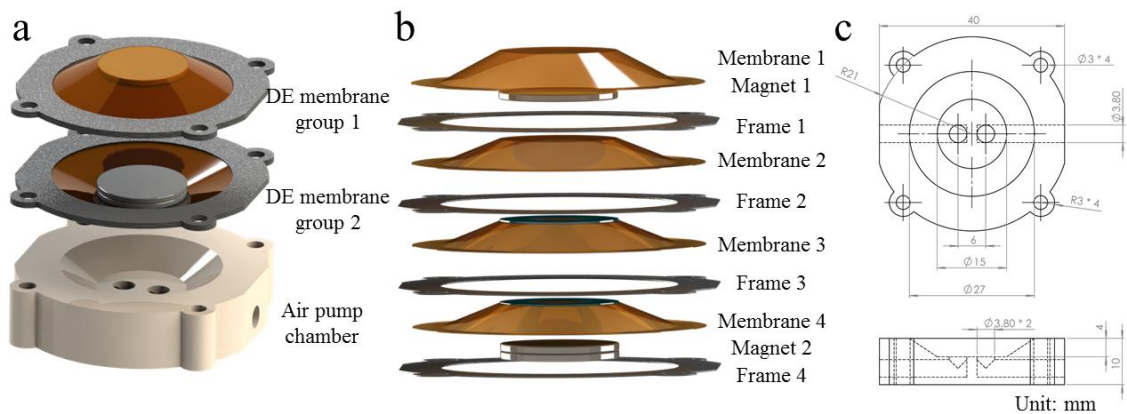 a
DE membrane
group 1
DE membrane
group 2
Air pump
chamber
b
Membrane 1
Magnet 1
Frame 1
Membrane 2
Frame 2
Membrane 3
Frame 3
Membrane 4
Magnet 2
Frame 4
c
40
R21
Ø3 * 4
Ø3.80
R3 * 4
6
Ø15
Ø27
Ø3.80 * 2
4
10
Unit: mm